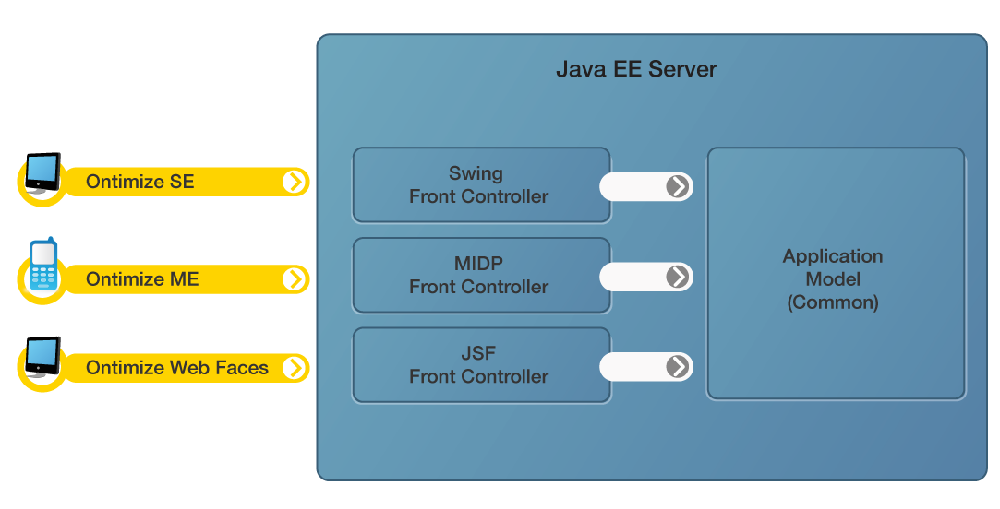 Java EE Server
Ontimize SE
Swing
Front Controller
Ontimize ME
MIDP
Front Controller
Application
Model
(Common)
Ontimize Web Faces
JSF
Front Controller